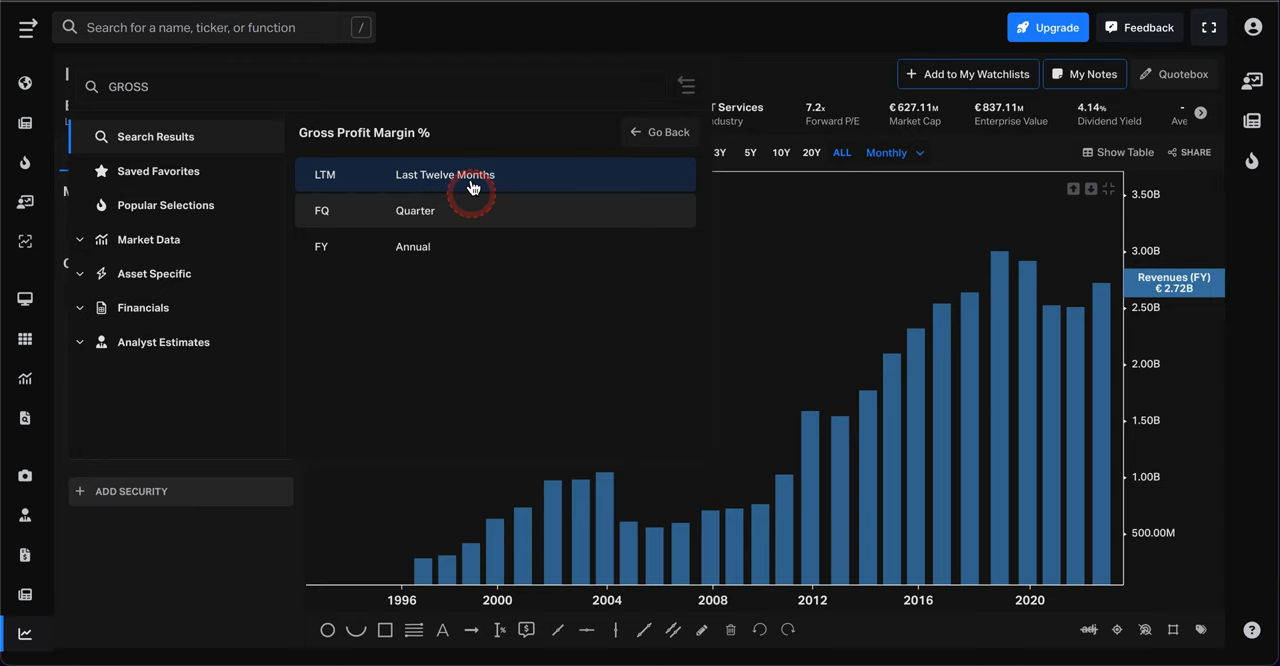 Search for a name, ticker, or function /
Upgrade
Feedback
GROSS
+ Add to My Watchlists
My Notes
Quotebox
T Services
ndustry
7.2x
Forward P/E
€627.11M
Market Cap
€837.11M
Enterprise Value
4.14%
Dividend Yield
-
Ave
Search Results
Saved Favorites
Popular Selections
Market Data
Asset Specific
Financials
Analyst Estimates
Gross Profit Margin %
Go Back
LTM Last Twelve Months
FQ Quarter
FY Annual
3Y 5Y 10Y 20Y ALL Monthly
Show Table
SHARE
3.50B
3.00B
Revenues (FY)
€ 2.72B
2.50B
2.00B
1.50B
1.00B
500.00M
+ ADD SECURITY
1996 2000 2004 2008 2012 2016 2020
A
adj
?